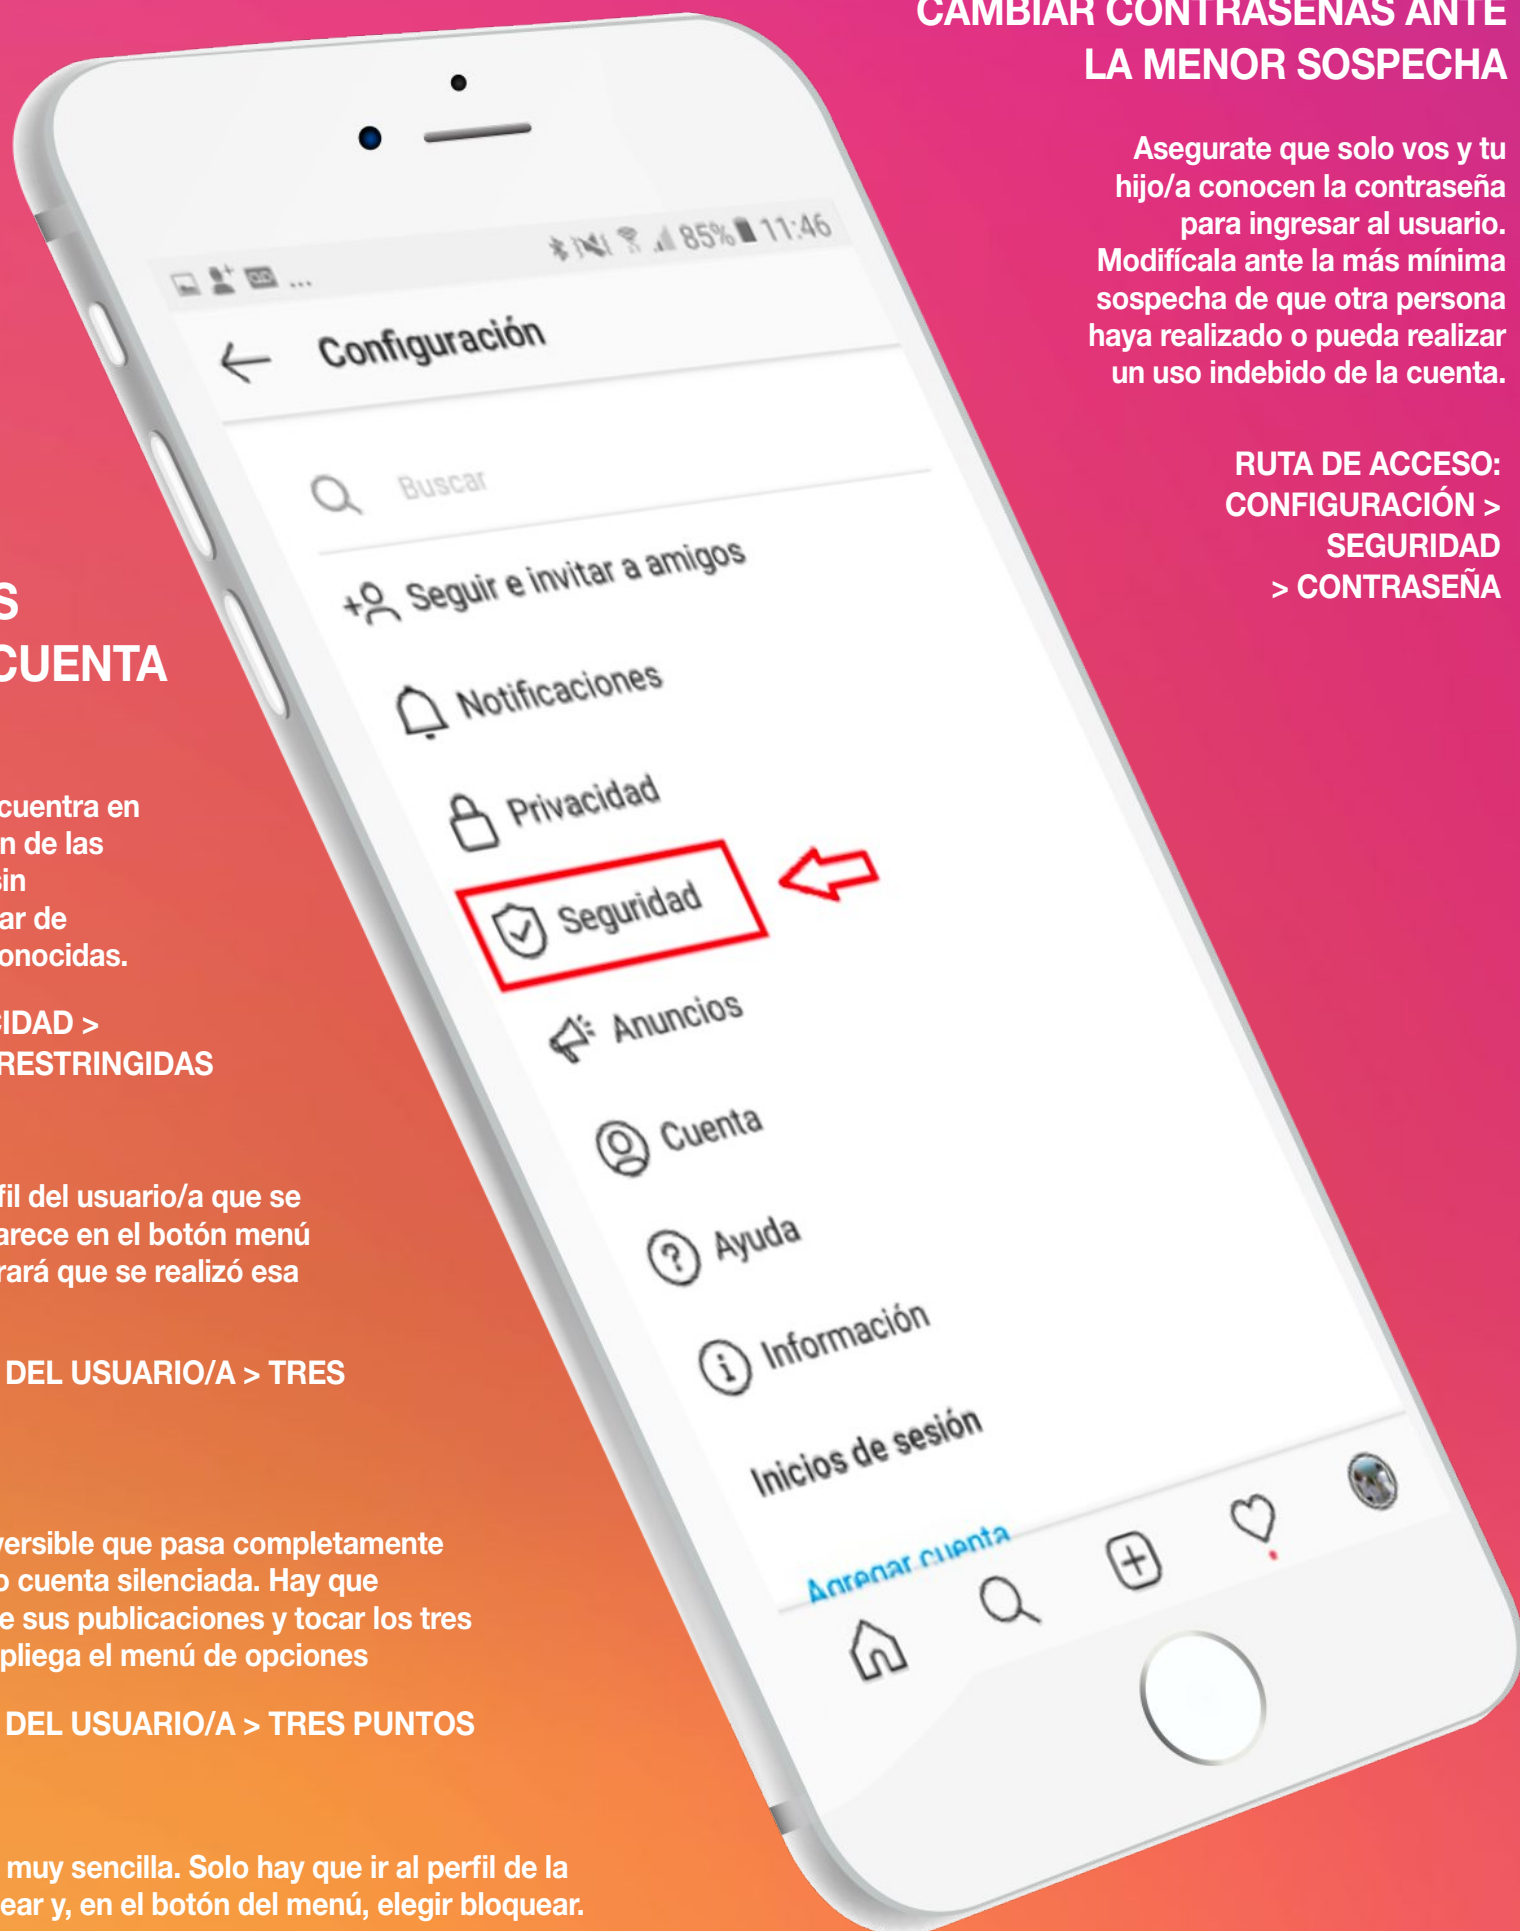 CAMBIAR CONTRASEÑAS ANTE
LA MENOR SOSPECHA
Asegurate que solo vos y tu
hijo/a conocen la contraseña
para ingresar al usuario.
Modifícala ante la más mínima
sospecha de que otra persona
haya realizado o pueda realizar
un uso indebido de la cuenta.
RUTA DE ACCESO:
CONFIGURACIÓN >
SEGURIDAD
> CONTRASEÑA
... 85% 11:46
Configuración
Buscar
Seguir e invitar a amigos
Notificaciones
Privacidad
Seguridad
Anuncios
Cuenta
Ayuda
Información
Inicios de sesión
Agregar cuenta
S
CUENTA
cuentra en
n de las
sin
ar de
onocidas.
CIDAD >
RESTRINGIDAS
fil del usuario/a que se
arece en el botón menú
rará que se realizó esa
DEL USUARIO/A > TRES
versible que pasa completamente
o cuenta silenciada. Hay que
e sus publicaciones y tocar los tres
pliega el menú de opciones
DEL USUARIO/A > TRES PUNTOS
muy sencilla. Solo hay que ir al perfil de la
ear y, en el botón del menú, elegir bloquear.